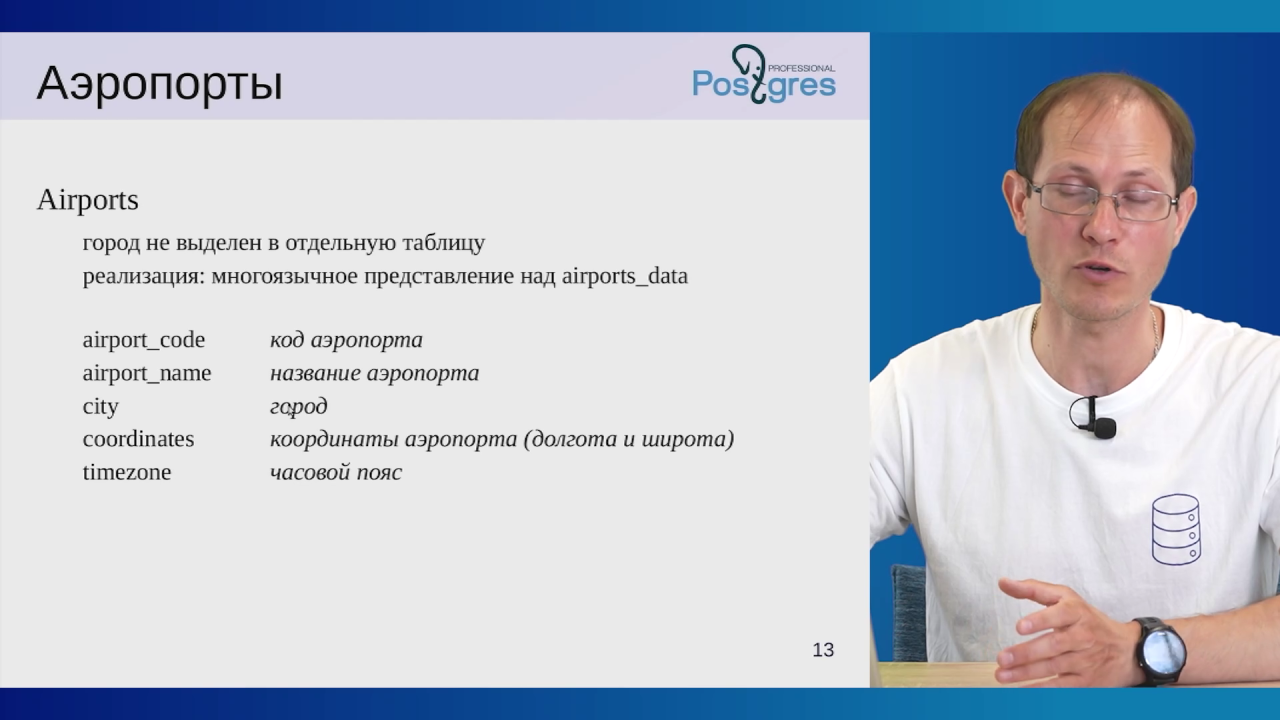 Аэропорты
PROFESSIONAL
Postgres
Airports
город не выделен в отдельную таблицу
реализация: многоязычное представление над airports_data
airport_code код аэропорта
airport_name название аэропорта
city город
coordinates координаты аэропорта (долгота и широта)
timezone часовой пояс
13